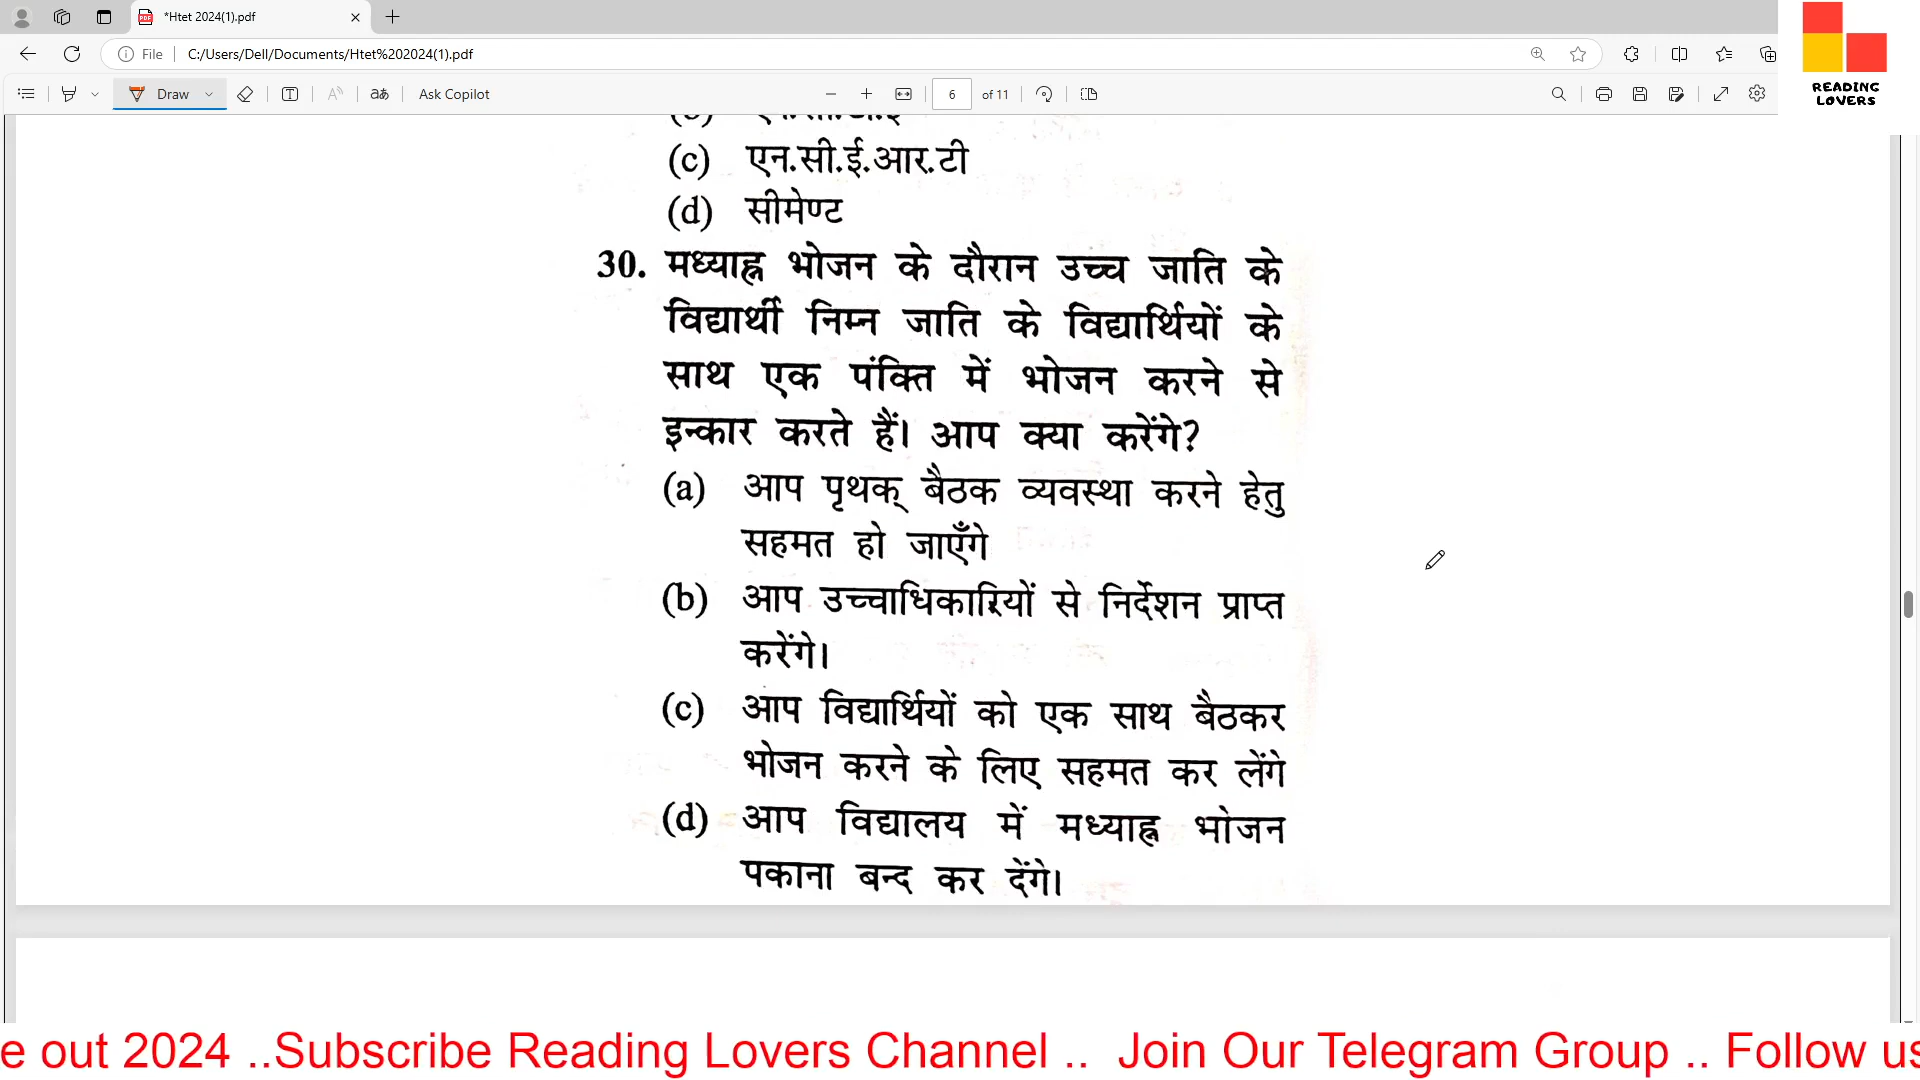 *Htet 2024(1).pdf
File
C:/Users/Dell/Documents/Htet%202024(1).pdf
Draw
Ask Copilot
6
of 11
READING
LOVERS
(c) एन.सी.ई.आर.टी
(d) सीमेण्ट
30. मध्याह्न भोजन के दौरान उच्च जाति के
विद्यार्थी निम्न जाति के विद्यार्थियों के
साथ एक पंक्ति में भोजन करने से
इन्कार करते हैं। आप क्या करेंगे?
(a) आप पृथक् बैठक व्यवस्था करने हेतु
सहमत हो जाएँगे
(b) आप उच्चाधिकारियों से निर्देशन प्राप्त
करेंगे।
(c) आप विद्यार्थियों को एक साथ बैठकर
भोजन करने के लिए सहमत कर लेंगे
(d) आप विद्यालय में मध्याह्न भोजन
पकाना बन्द कर देंगे।
e out 2024 ..Subscribe Reading Lovers Channel .. Join Our Telegram Group .. Follow us